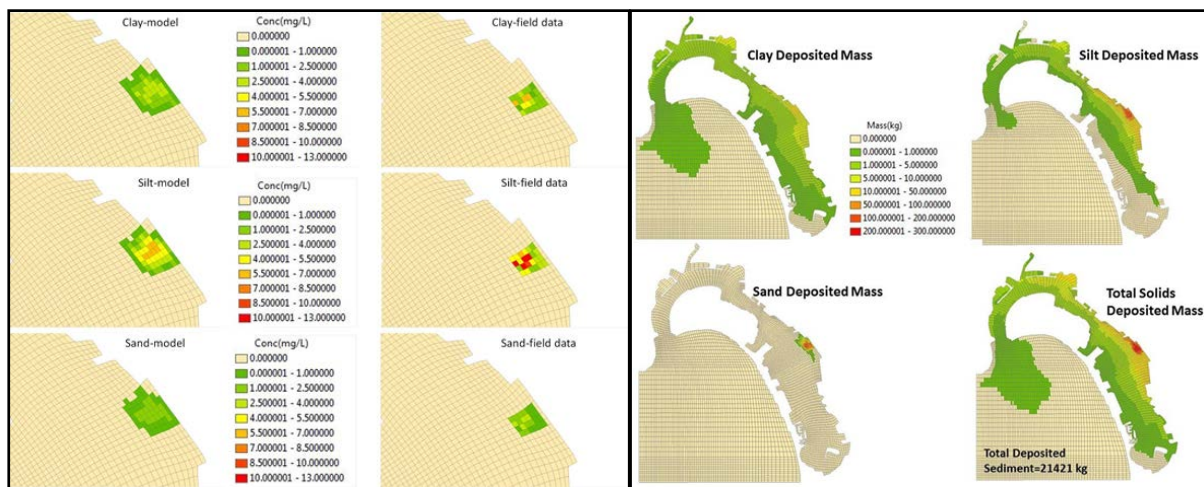 Clay-model
Conc(mg/L)
0.000000
0.000001 - 1.000000
1.000001 - 2.500000
2.500001 - 4.000000
4.000001 - 5.500000
5.500001 - 7.000000
7.000001 - 8.500000
8.500001 - 10.000000
10.000001 - 13.000000
Clay-field data
Silt-model
Conc(mg/L)
0.000000
0.000001 - 1.000000
1.000001 - 2.500000
2.500001 - 4.000000
4.000001 - 5.500000
5.500001 - 7.000000
7.000001 - 8.500000
8.500001 - 10.000000
10.000001 - 13.000000
Silt-field data
Sand-model
Conc(mg/L)
0.000000
0.000001 - 1.000000
1.000001 - 2.500000
2.500001 - 4.000000
4.000001 - 5.500000
5.500001 - 7.000000
7.000001 - 8.500000
8.500001 - 10.000000
10.000001 - 13.000000
Sand-field data
Clay Deposited Mass
Silt Deposited Mass
Mass(kg)
0.000000
0.000001 - 1.000000
1.000001 - 5.000000
5.000001 - 10.000000
10.000001 - 50.000000
50.000001 - 100.000000
100.000001 - 200.000000
200.000001 - 300.000000
Sand Deposited Mass
Total Solids
Deposited Mass
Total Deposited
Sediment=21421 kg